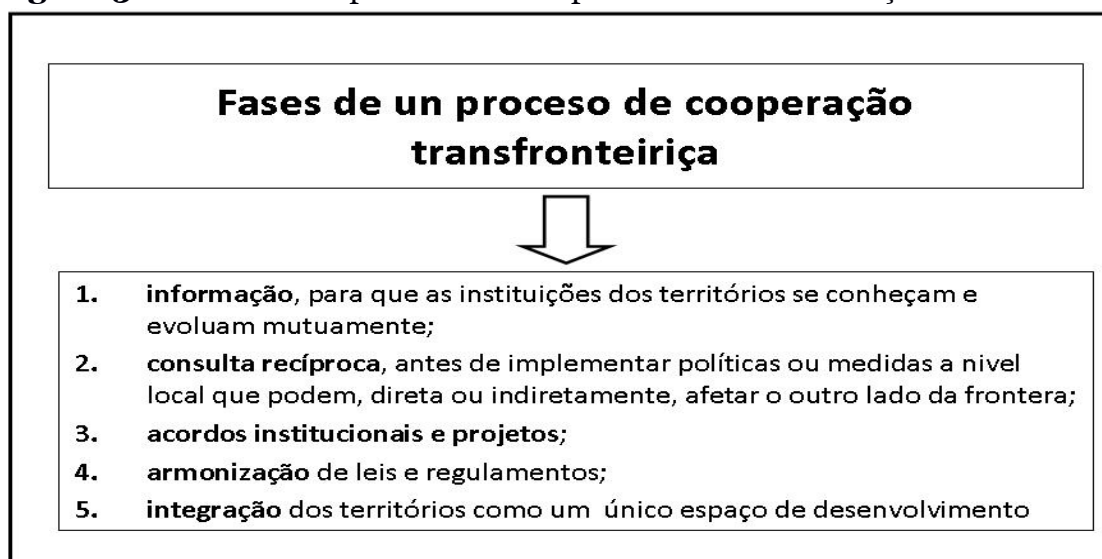 Fases de un proceso de cooperação
transfronteiriça
1. informação, para que as instituições dos territórios se conheçam e
evoluam mutuamente;
2. consulta recíproca, antes de implementar políticas ou medidas a nivel
local que podem, direta ou indiretamente, afetar o outro lado da frontera;
3. acordos institucionais e projetos;
4. armonização de leis e regulamentos;
5. integração dos territórios como um único espaço de desenvolvimento